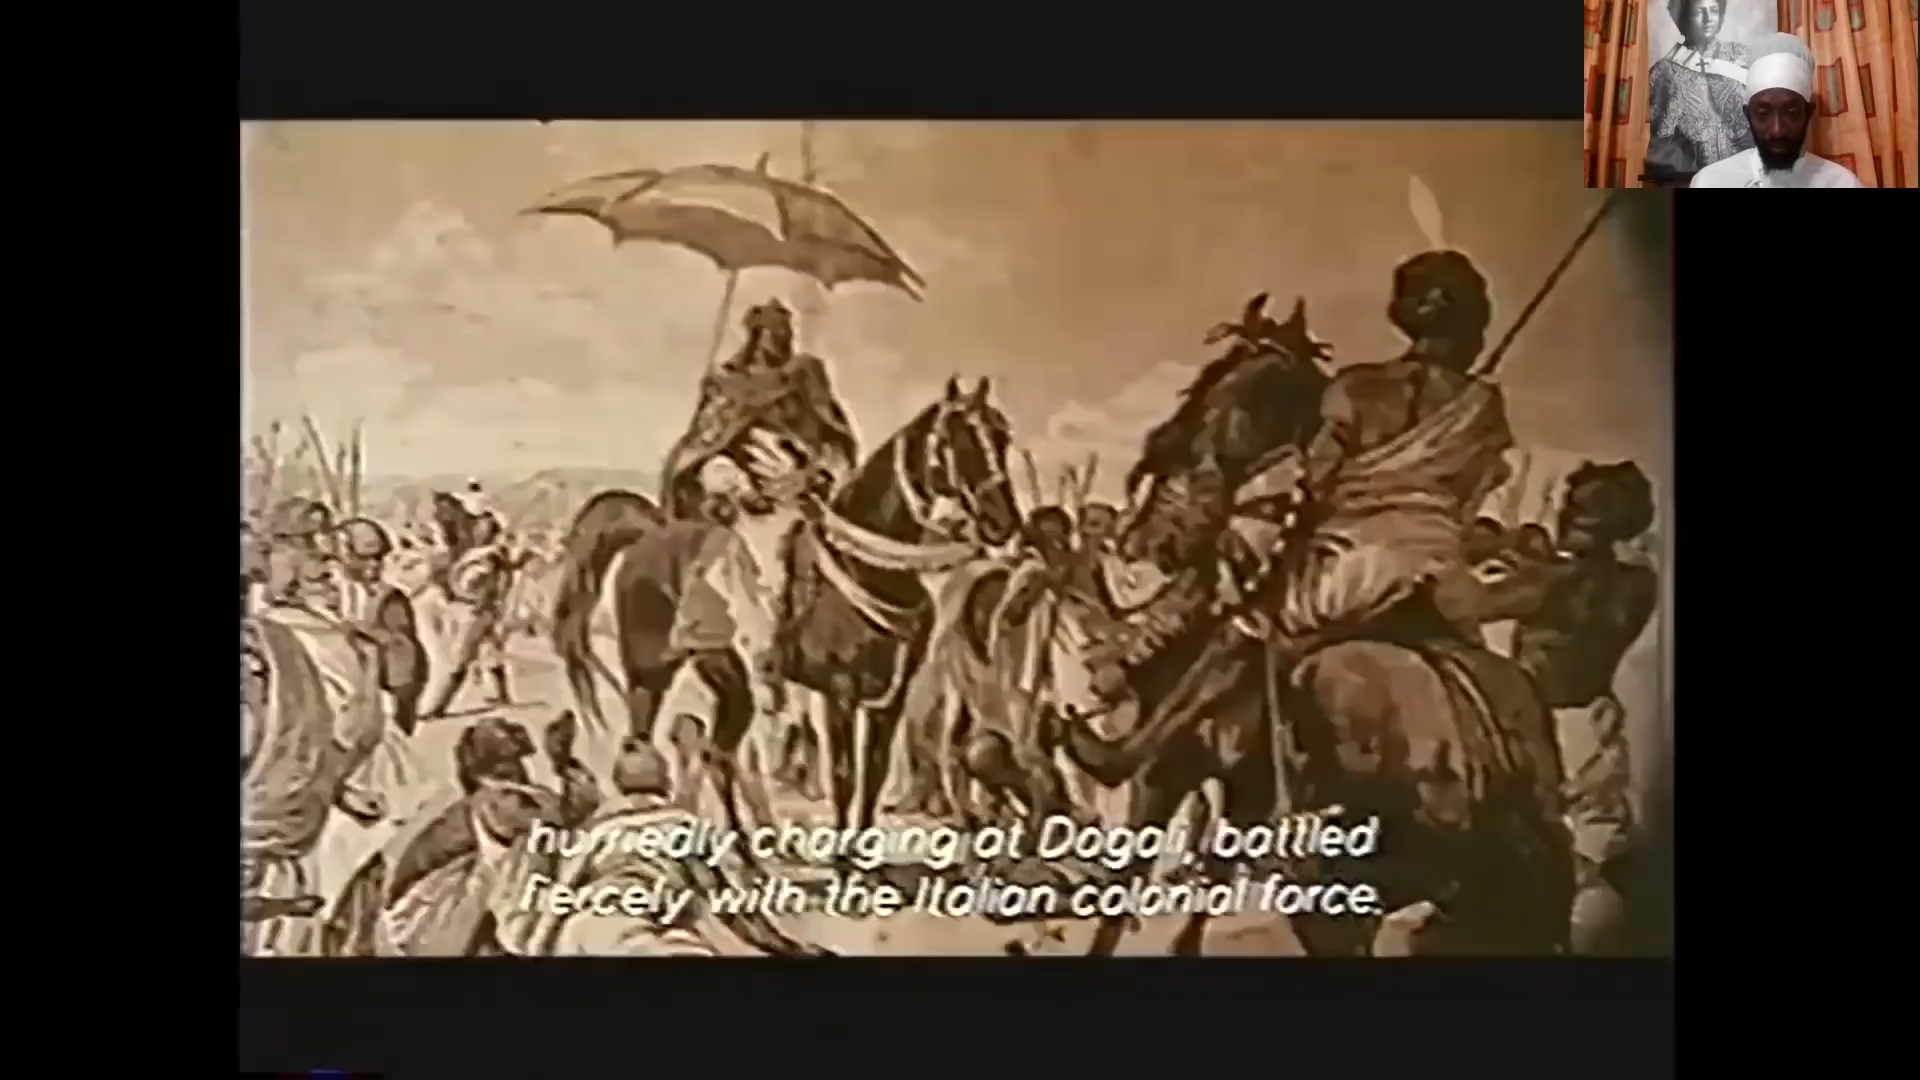 hurriedly charging at Dogali, battled
fiercely with the Italian colonial force.